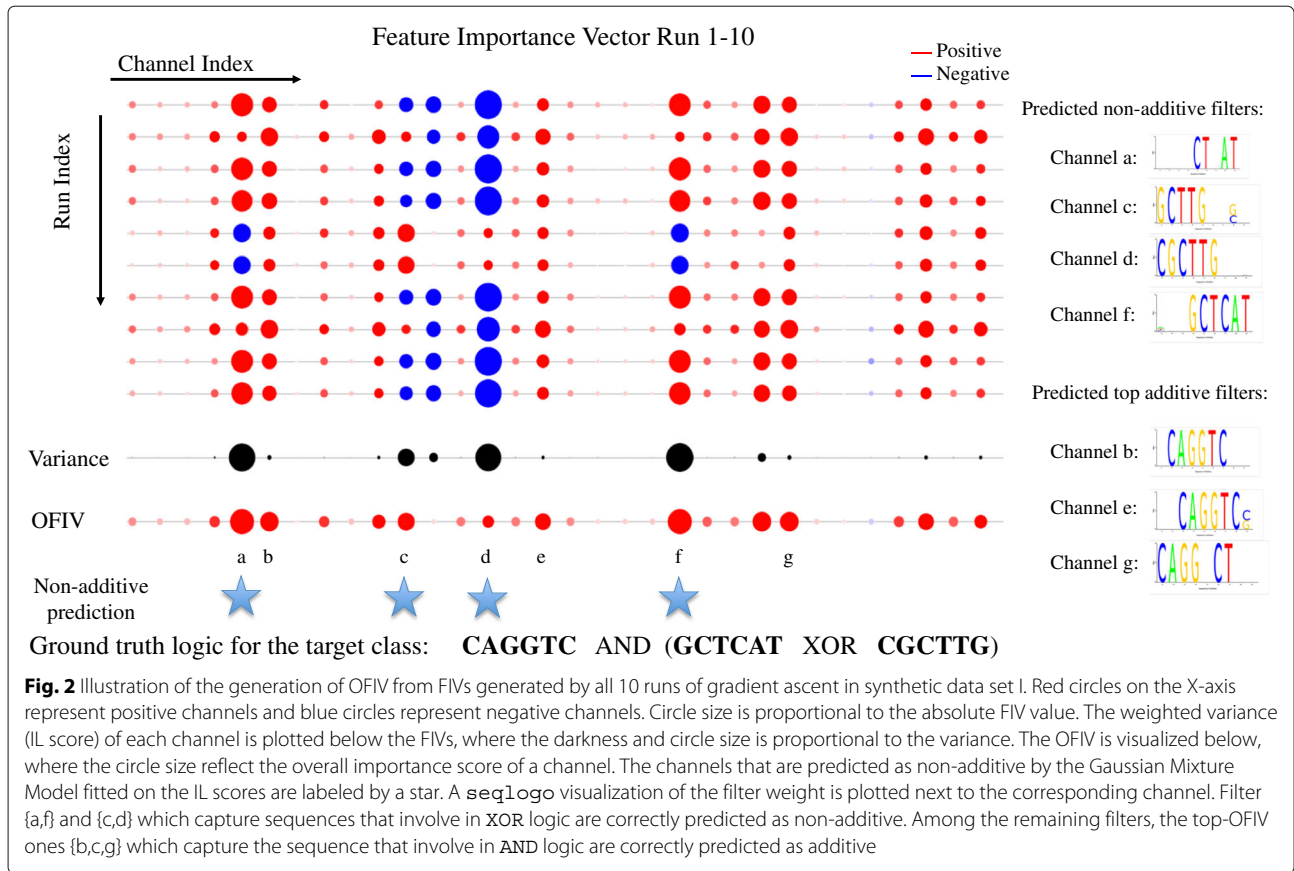 Feature Importance Vector Run 1-10
Channel Index
Positive
Negative
Run Index
Predicted non-additive filters:
Channel a: CT AT
Channel c: GCTTG G C
Channel d: CGCTTG
Channel f: GCTCAT
Predicted top additive filters:
Channel b: CAGGTC
Channel e: CAGGTC C G
Channel g: CAGG CT
Variance
OFIV
a b c d e f g
Non-additive
prediction
Ground truth logic for the target class: CAGGTC AND (GCTCAT XOR CGCTTG)
Fig. 2 Illustration of the generation of OFIV from FIVs generated by all 10 runs of gradient ascent in synthetic data set I. Red circles on the X-axis
represent positive channels and blue circles represent negative channels. Circle size is proportional to the absolute FIV value. The weighted variance
(IL score) of each channel is plotted below the FIVs, where the darkness and circle size is proportional to the variance. The OFIV is visualized below,
where the circle size reflect the overall importance score of a channel. The channels that are predicted as non-additive by the Gaussian Mixture
Model fitted on the IL scores are labeled by a star. A seqlogo visualization of the filter weight is plotted next to the corresponding channel. Filter
{a,f} and {c,d} which capture sequences that involve in XOR logic are correctly predicted as non-additive. Among the remaining filters, the top-OFIV
ones {b,c,g} which capture the sequence that involve in AND logic are correctly predicted as additive